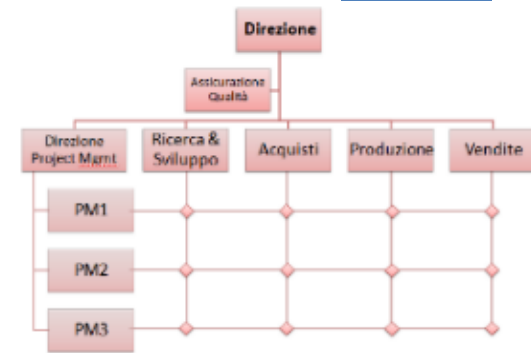 Direzione
Assicurazione
Qualità
Direzione
Project Mgmt
Ricerca &
Sviluppo
Acquisti
Produzione
Vendite
PM1
PM2
PM3